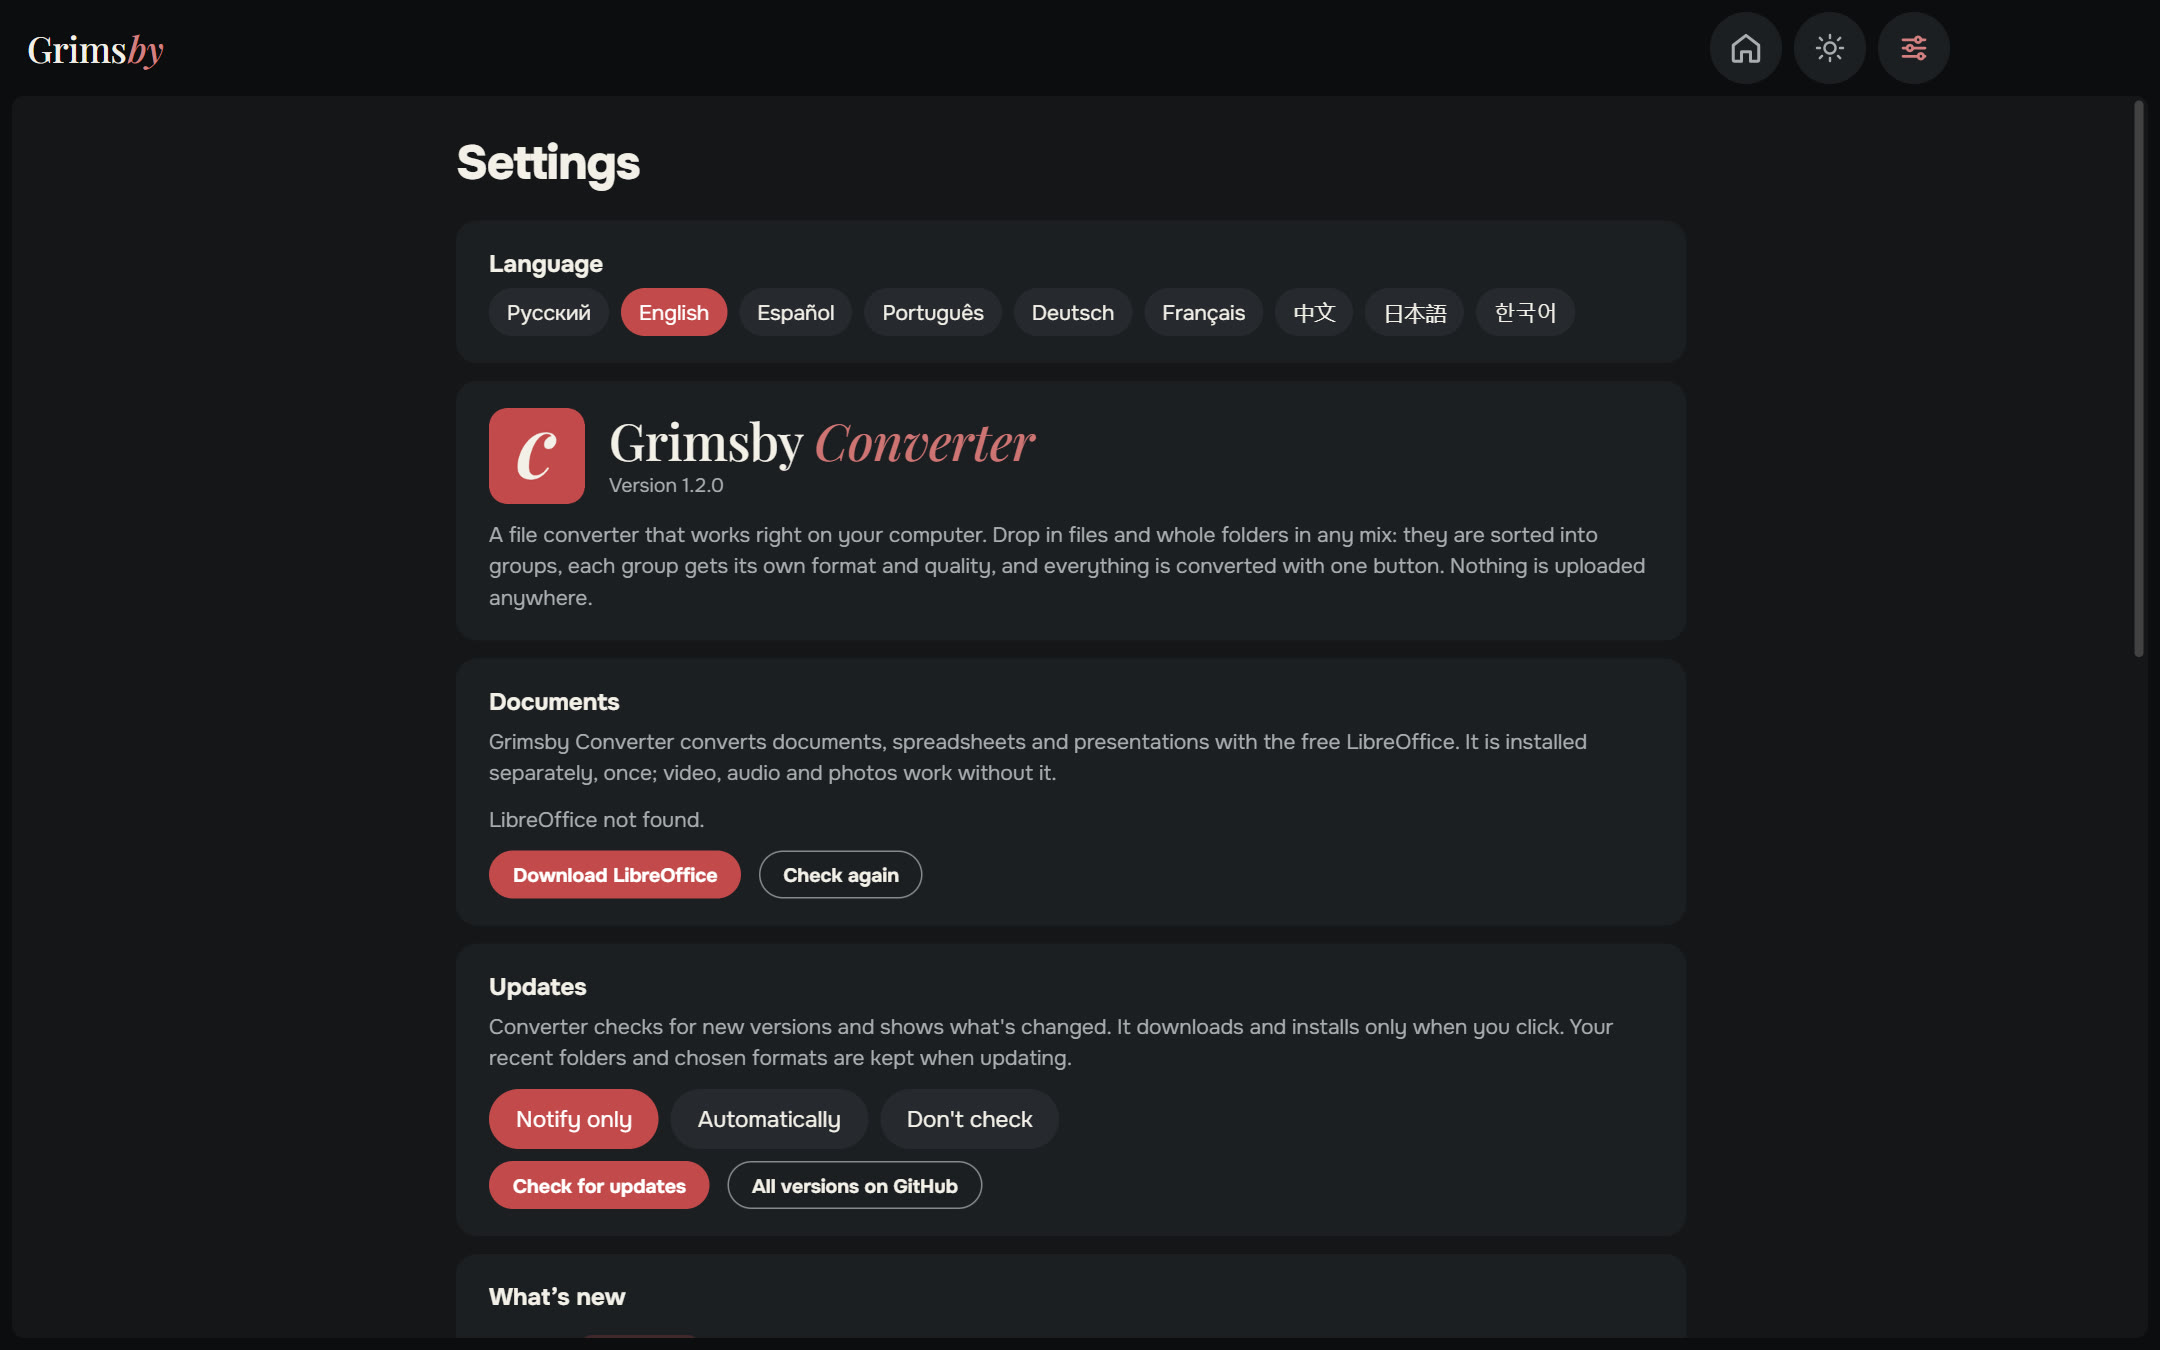 Grimsby
Settings
Language
Русский English Español Português Deutsch Français 中文 日本語 한국어
C
Grimsby Converter
Version 1.2.0
A file converter that works right on your computer. Drop in files and whole folders in any mix: they are sorted into
groups, each group gets its own format and quality, and everything is converted with one button. Nothing is uploaded
anywhere.
Documents
Grimsby Converter converts documents, spreadsheets and presentations with the free LibreOffice. It is installed
separately, once; video, audio and photos work without it.
LibreOffice not found.
Download LibreOffice Check again
Updates
Converter checks for new versions and shows what's changed. It downloads and installs only when you click. Your
recent folders and chosen formats are kept when updating.
Notify only Automatically Don't check
Check for updates All versions on GitHub
What’s new